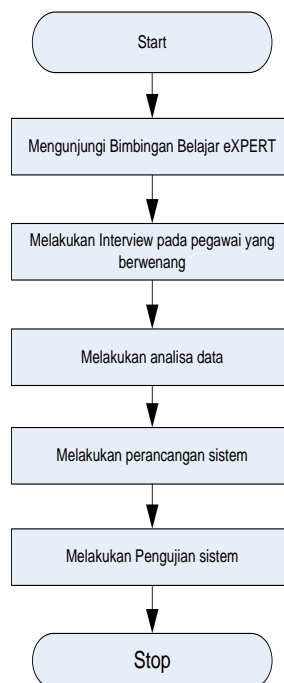 Start
Mengunjungi Bimbingan Belajar eXPERT
Melakukan Interview pada pegawai yang
berwenang
Melakukan analisa data
Melakukan perancangan sistem
Melakukan Pengujian sistem
Stop